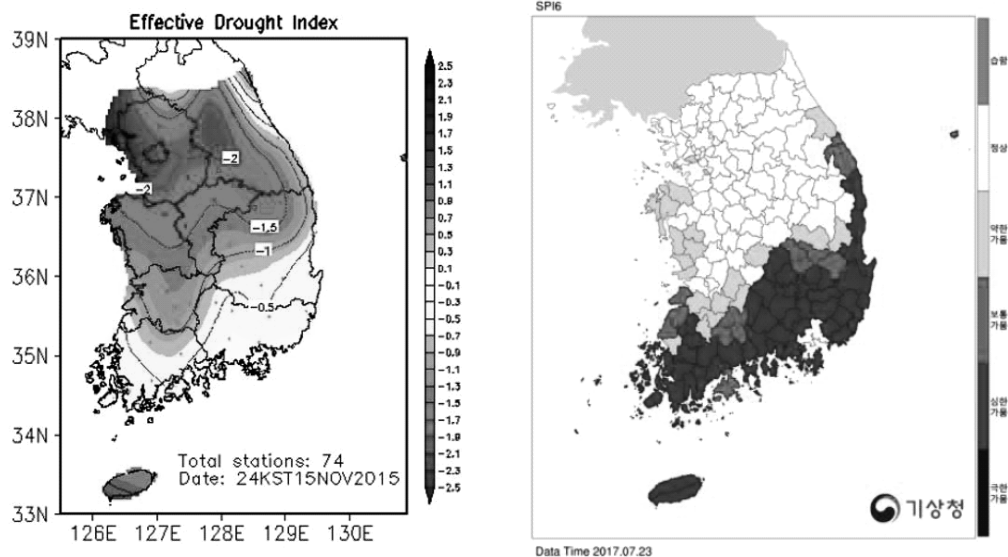 Effective Drought Index
39N
38N
37N
36N
35N
34N
33N
126E 127E 128E 129E 130E
-2
-2
-1.5
-1
-0.5
Total stations: 74
Date: 24KST15NOV2015
2.5
2.3
2.1
1.9
1.7
1.5
1.3
1.1
0.9
0.7
0.5
0.3
0.1
-0.1
-0.3
-0.5
-0.7
-0.9
-1.1
-1.3
-1.5
-1.7
-1.9
-2.1
-2.3
-2.5
SPI6
습함
정상
약한
가뭄
보통
가뭄
심한
가뭄
극한
가뭄
기상청
Data Time 2017.07.23